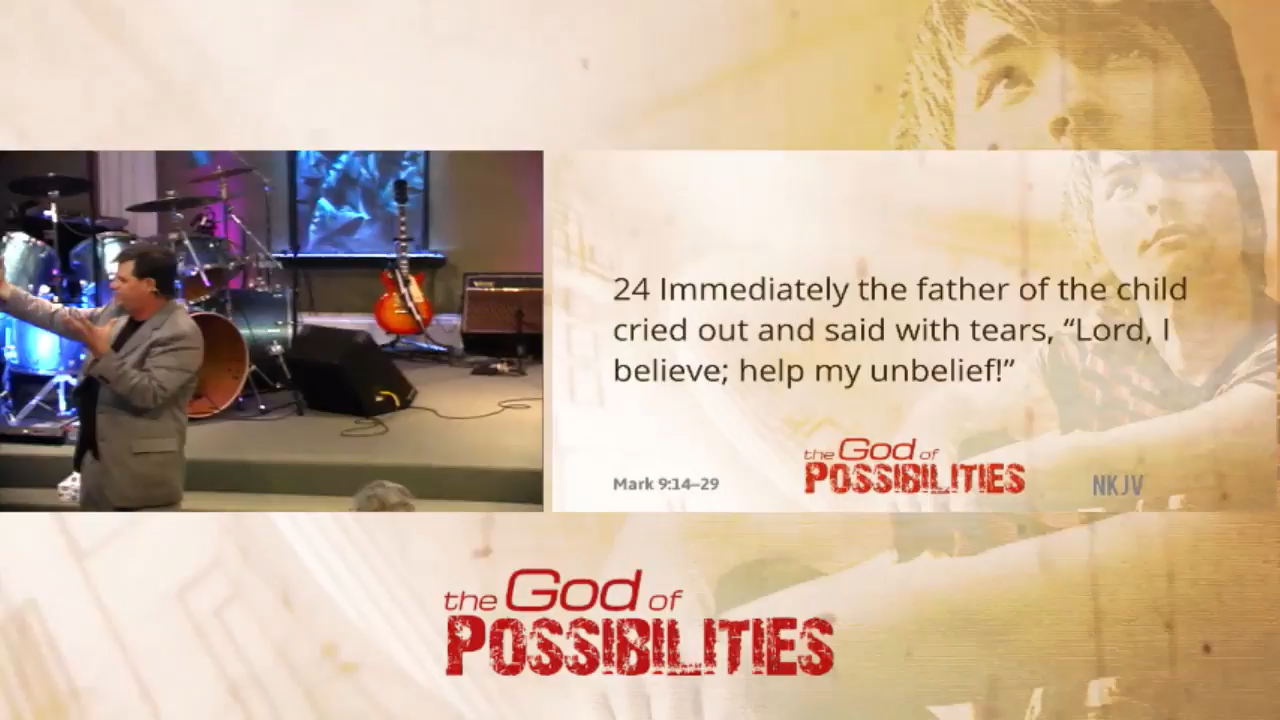 24 Immediately the father of the child
cried out and said with tears, “Lord, I
believe; help my unbelief!”
Mark 9:14–29
the God of
POSSIBILITIES
NKJV
the God of
POSSIBILITIES